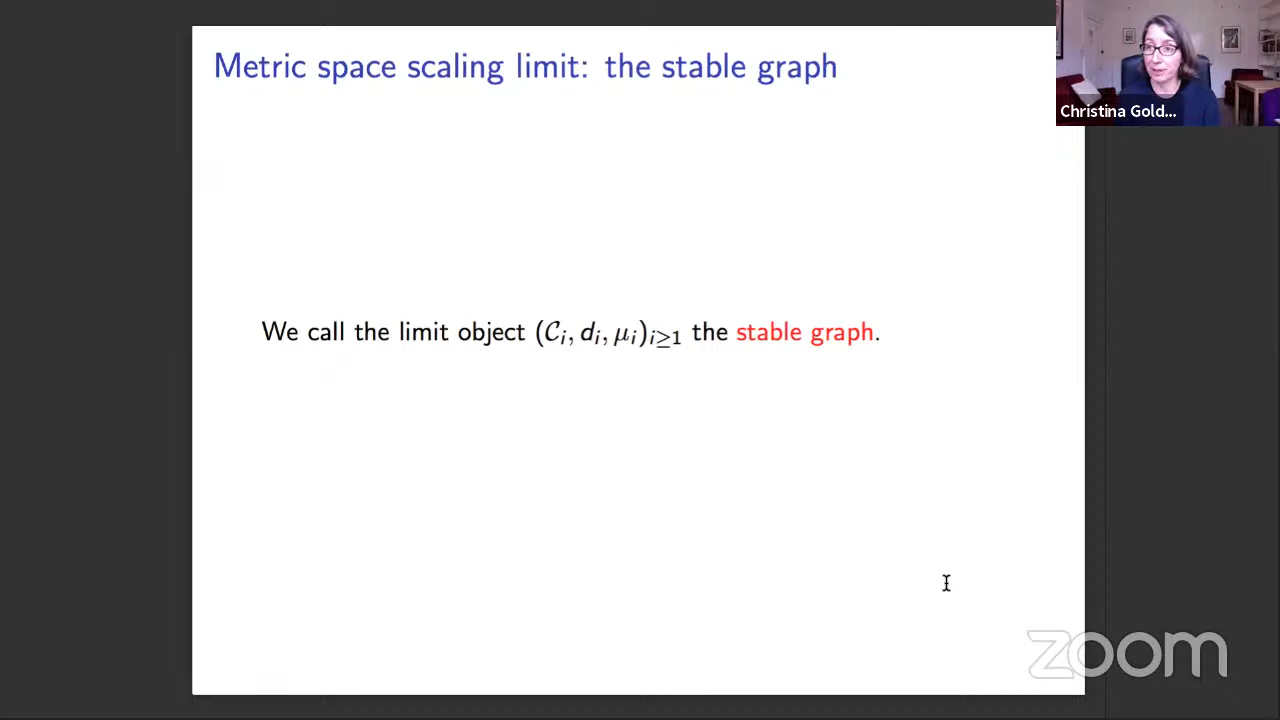 Metric space scaling limit: the stable graph
Christina Gold...
We call the limit object (𝒞ᵢ, dᵢ, μᵢ)ᵢ≥₁ the stable graph.
zoom